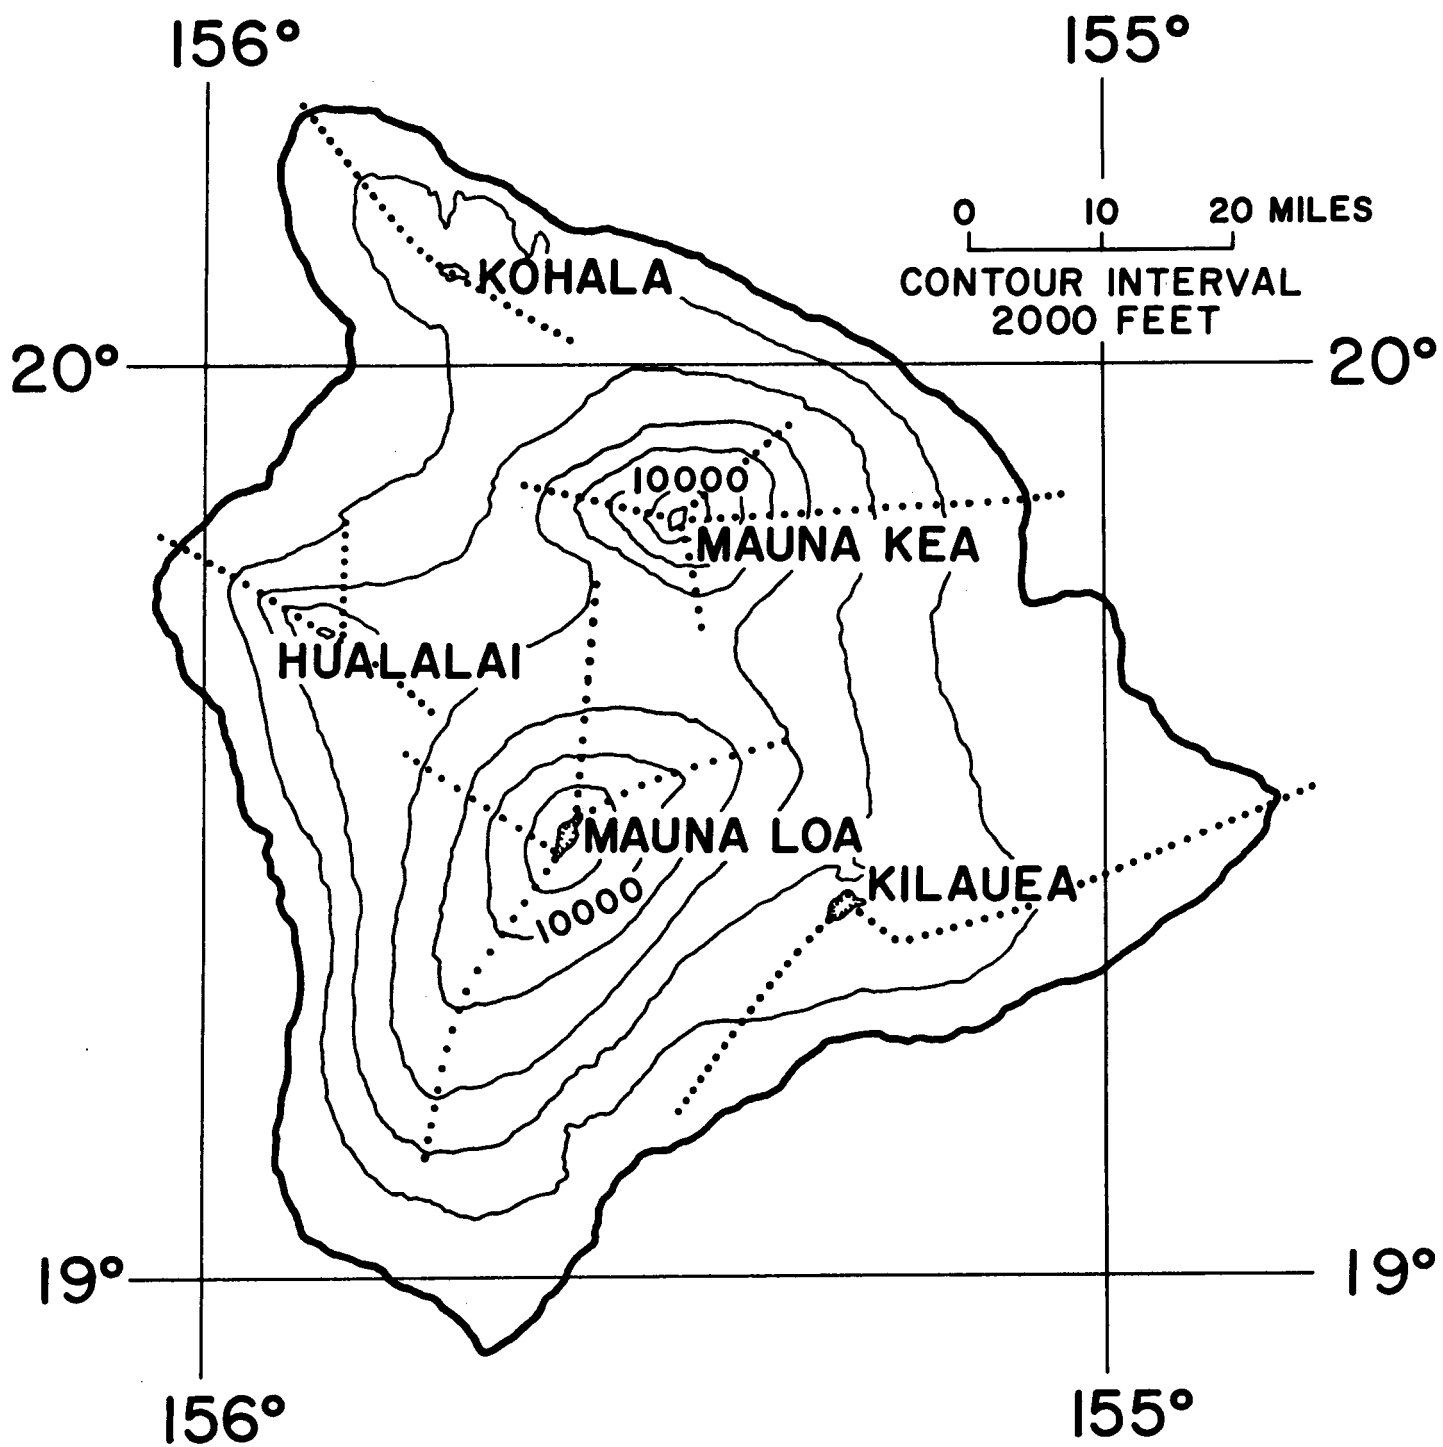 156° 155°
0 10 20 MILES
KOHALA
CONTOUR INTERVAL
2000 FEET
20° 20°
10000
MAUNA KEA
HUALALAI
MAUNA LOA
KILAUEA
10000
19° 19°
156° 155°